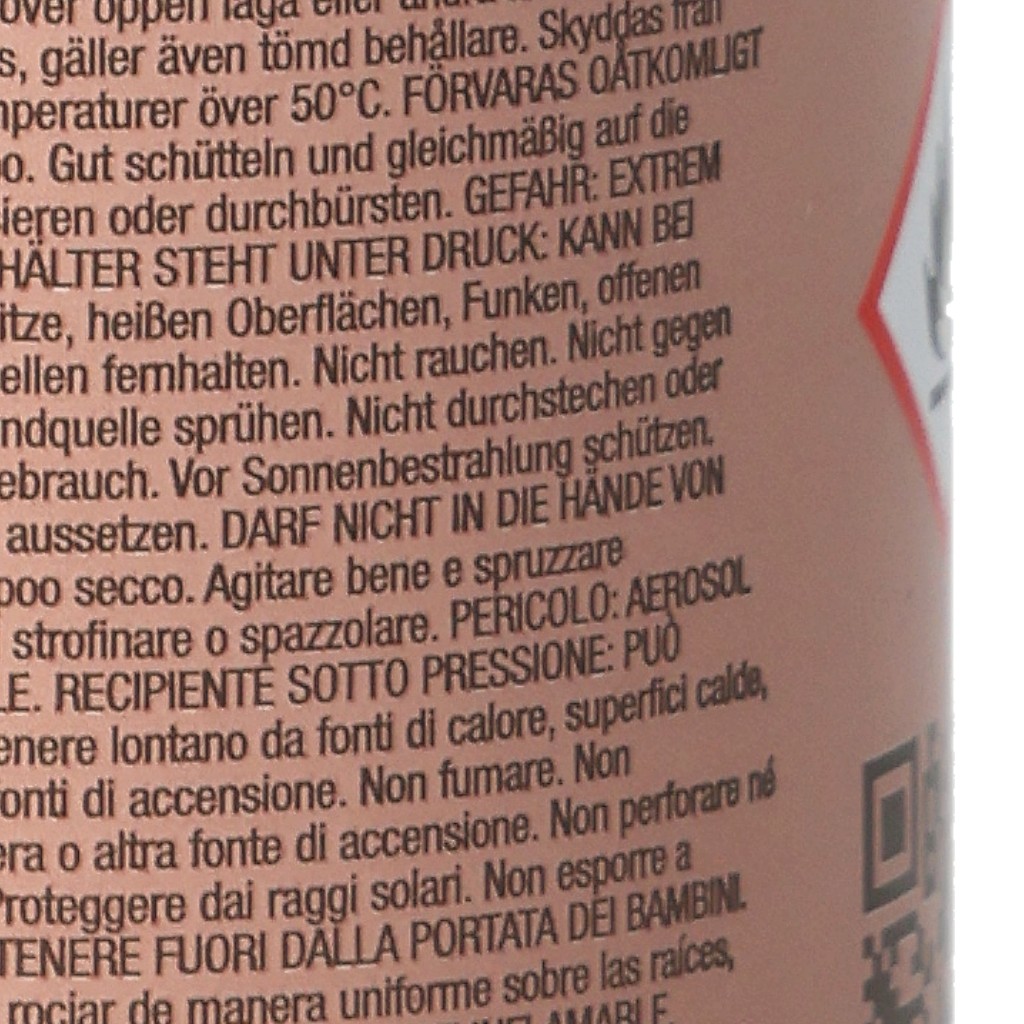 över öppen låga eller
s, gäller även tömd behållare. Skyddas från
mperaturer över 50°C. FÖRVARAS OÅTKOMLIGT
oo. Gut schütteln und gleichmäßig auf die
ieren oder durchbürsten. GEFAHR: EXTREM
HÄLTER STEHT UNTER DRUCK: KANN BEI
itze, heißen Oberflächen, Funken, offenen
ellen fernhalten. Nicht rauchen. Nicht gegen
ndquelle sprühen. Nicht durchstechen oder
ebrauch. Vor Sonnenbestrahlung schützen.
aussetzen. DARF NICHT IN DIE HÄNDE VON
poo secco. Agitare bene e spruzzare
strofinare o spazzolare. PERICOLO: AEROSOL
LE. RECIPIENTE SOTTO PRESSIONE: PUÒ
enere lontano da fonti di calore, superfici calde,
onti di accensione. Non fumare. Non
era o altra fonte di accensione. Non perforare né
Proteggere dai raggi solari. Non esporre a
TENERE FUORI DALLA PORTATA DEI BAMBINI.
rociar de manera uniforme sobre las raíces,